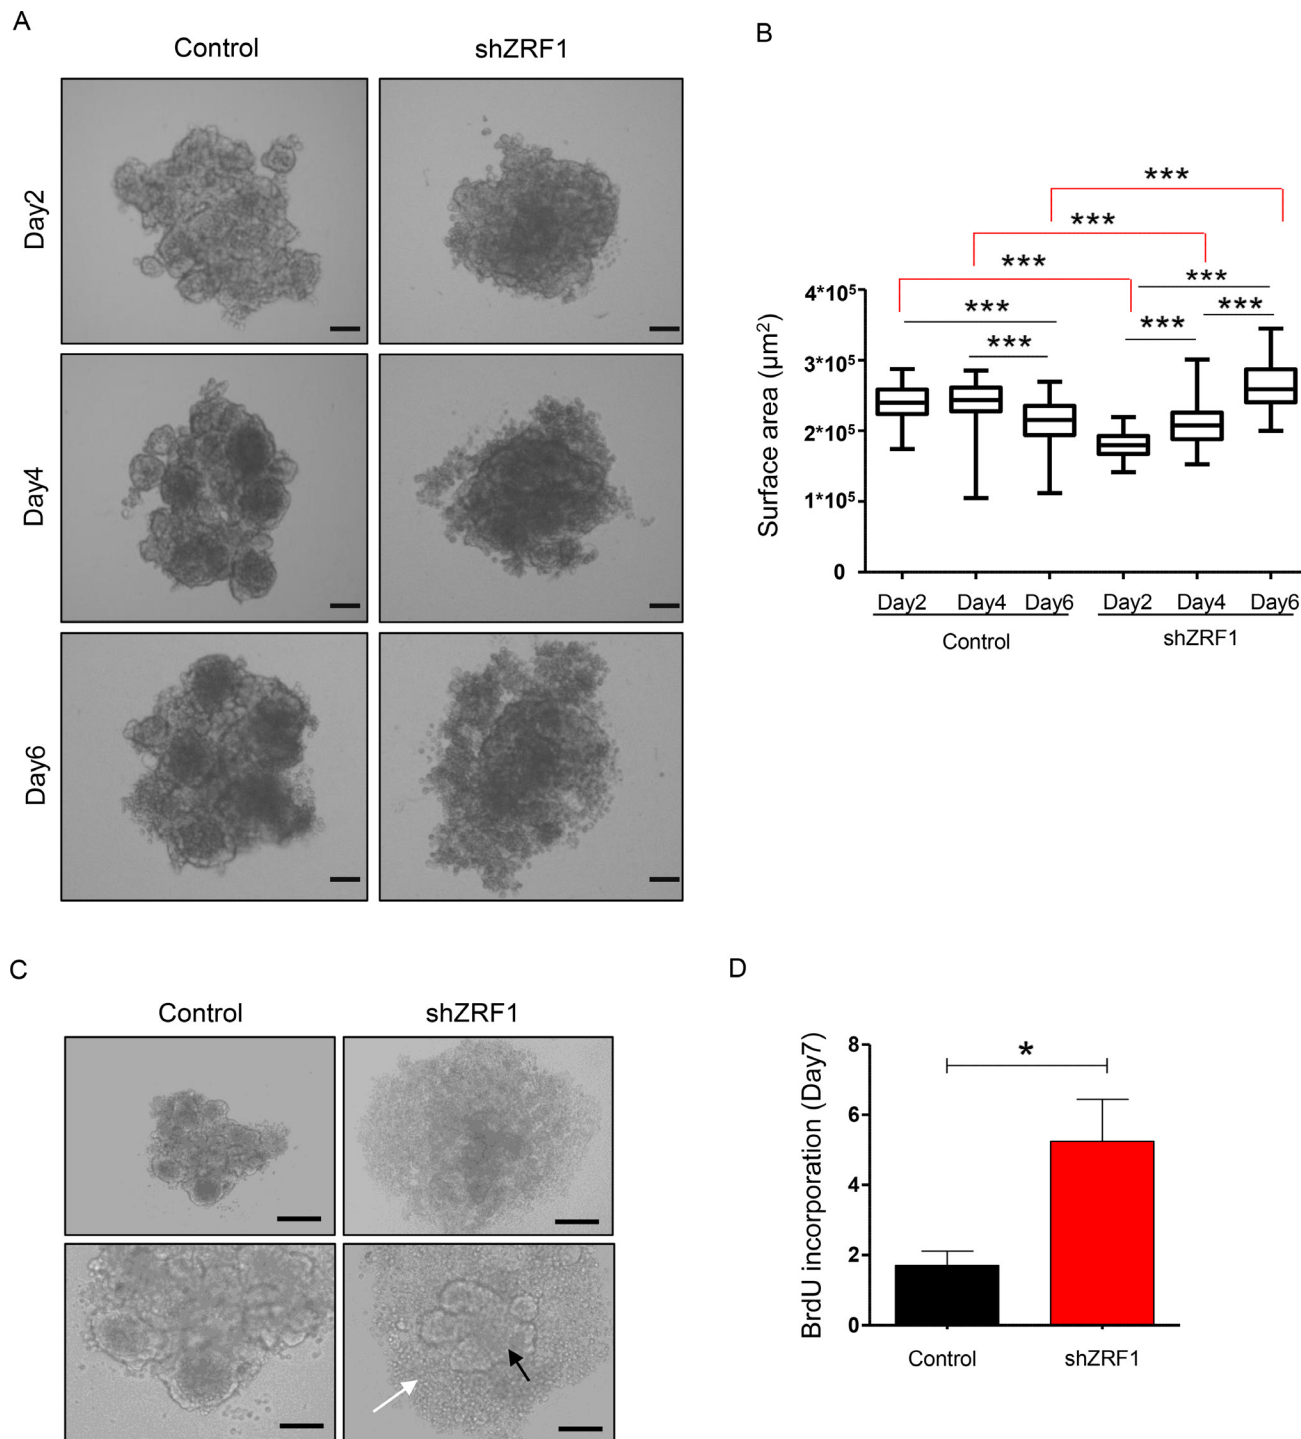 A
Control
shZRF1
Day2
Day4
Day6
B
***
***
***
***
***
***
***
***
Surface area (µm²)
4*10⁵
3*10⁵
2*10⁵
1*10⁵
0
Day2 Day4 Day6 Day2 Day4 Day6
Control shZRF1
C
Control
shZRF1
D
*
BrdU incorporation (Day7)
8
6
4
2
0
Control
shZRF1